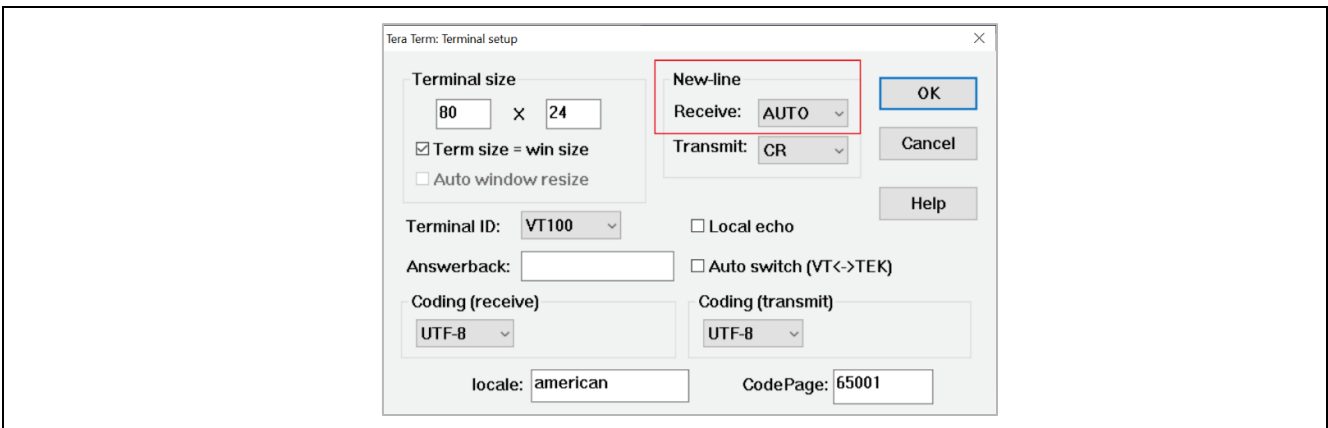 Tera Term: Terminal setup
Terminal size
80 X 24
Term size = win size
Auto window resize
New-line
Receive: AUTO
Transmit: CR
OK
Cancel
Help
Terminal ID: VT100
Local echo
Answerback:
Auto switch (VT<->TEK)
Coding (receive)
UTF-8
Coding (transmit)
UTF-8
locale: american
CodePage: 65001